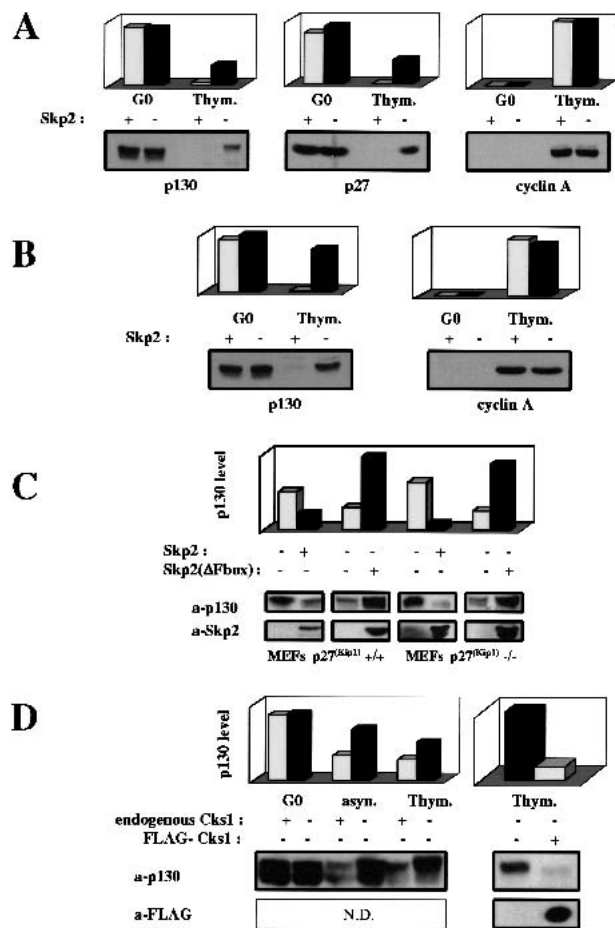 A
G0 Thym. G0 Thym. G0 Thym.
Skp2 : + - + - + - + - + - + -
p130 p27 cyclin A
B
G0 Thym. G0 Thym.
Skp2 : + - + - + - + -
p130 cyclin A
C
p130 level
Skp2 : - + - - - + - -
Skp2(ΔFbox) : - - - + - - - +
a-p130
a-Skp2
MEFs p27(Kip1) +/+ MEFs p27(Kip1) -/-
D
p130 level
G0 asyn. Thym. Thym.
endogenous Cks1 : + - + - + - - -
FLAG- Cks1 : - - - - - - - +
a-p130
a-FLAG N.D.